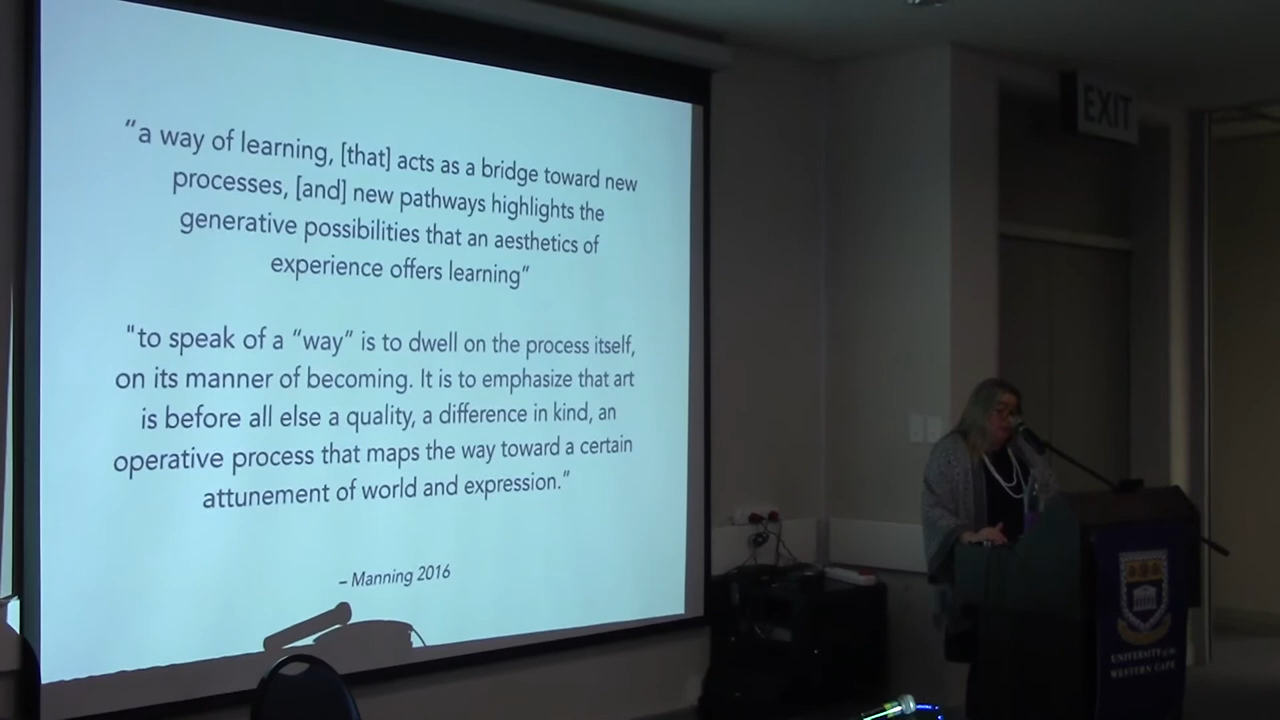 “a way of learning, [that] acts as a bridge toward new
processes, [and] new pathways highlights the
generative possibilities that an aesthetics of
experience offers learning”
"to speak of a “way” is to dwell on the process itself,
on its manner of becoming. It is to emphasize that art
is before all else a quality, a difference in kind, an
operative process that maps the way toward a certain
attunement of world and expression.”
– Manning 2016
EXIT
UNIVERSITY of the
WESTERN CAPE